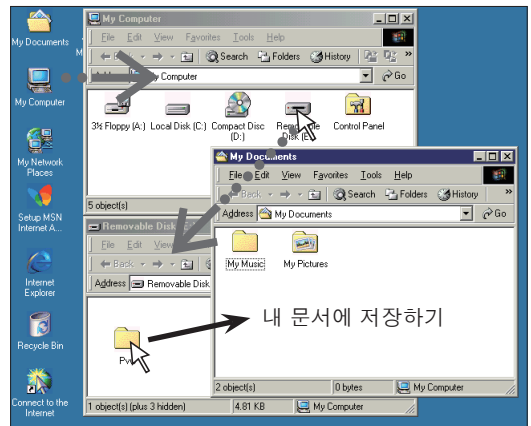 My Documents
My Computer
My Network
Places
Setup MSN
Internet A...
Internet
Explorer
Recycle Bin
Connect to the
Internet
My Computer
File Edit View Favorites Tools Help
Search Folders History »
My Computer Go
3½ Floppy (A:) Local Disk (C:) Compact Disc
(D:)
Disk (E:)
Control Panel
5 object(s)
My Documents
File Edit View Favorites Tools Help
Back Search Folders History »
Address My Documents Go
My Music My Pictures
내 문서에 저장하기
2 object(s) 0 bytes My Computer
Removable Disk
File Edit View
Back
Address Removable Disk
1 object(s) (plus 3 hidden) 4.81 KB My Computer